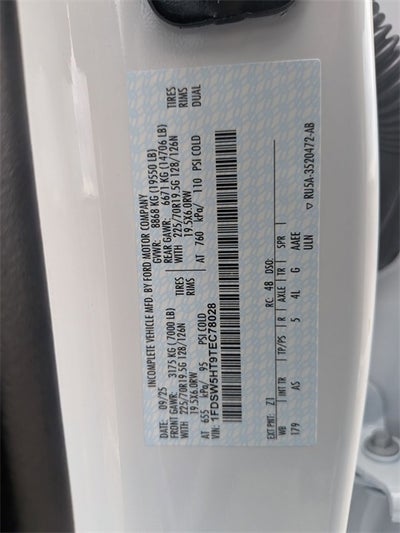 INCOMPLETE VEHICLE MFD. BY FORD MOTOR COMPANY
DATE: 09/25 GVWR: 8868 KG (19550 LB)
FRONT GAWR: 3175 KG (7000 LB) REAR GAWR: 6671 KG (14706 LB)
WITH 225/70R19.5G 128/126N TIRES WITH 225/70R19.5G 128/126N TIRES
19.5X6.0RW RIMS 19.5X6.0RW RIMS
AT 655 kPa/ 95 PSI COLD AT 760 kPa/ 110 PSI COLD DUAL
VIN: 1FDSW5HT9TEC78028
EXT PNT: Z1 RC: 48 DSO:
WB INT TR TP/PS R AXLE TR SPR
179 AS 5 4L G AAEE
ULN
▽ RU5A-3520472-AB